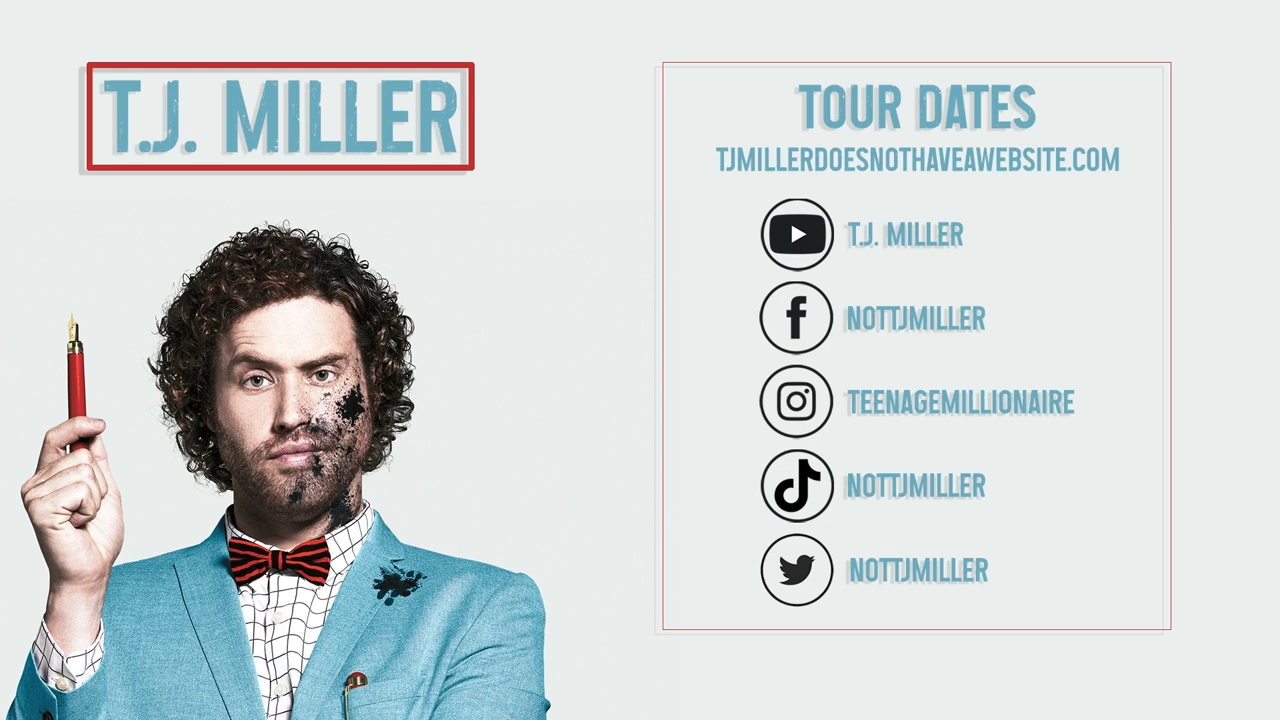 T.J. MILLER
TOUR DATES
TJMILLERDOESNOTHAVEAWEBSITE.COM
T.J. MILLER
NOTTJMILLER
TEENAGEMILLIONAIRE
NOTTJMILLER
NOTTJMILLER